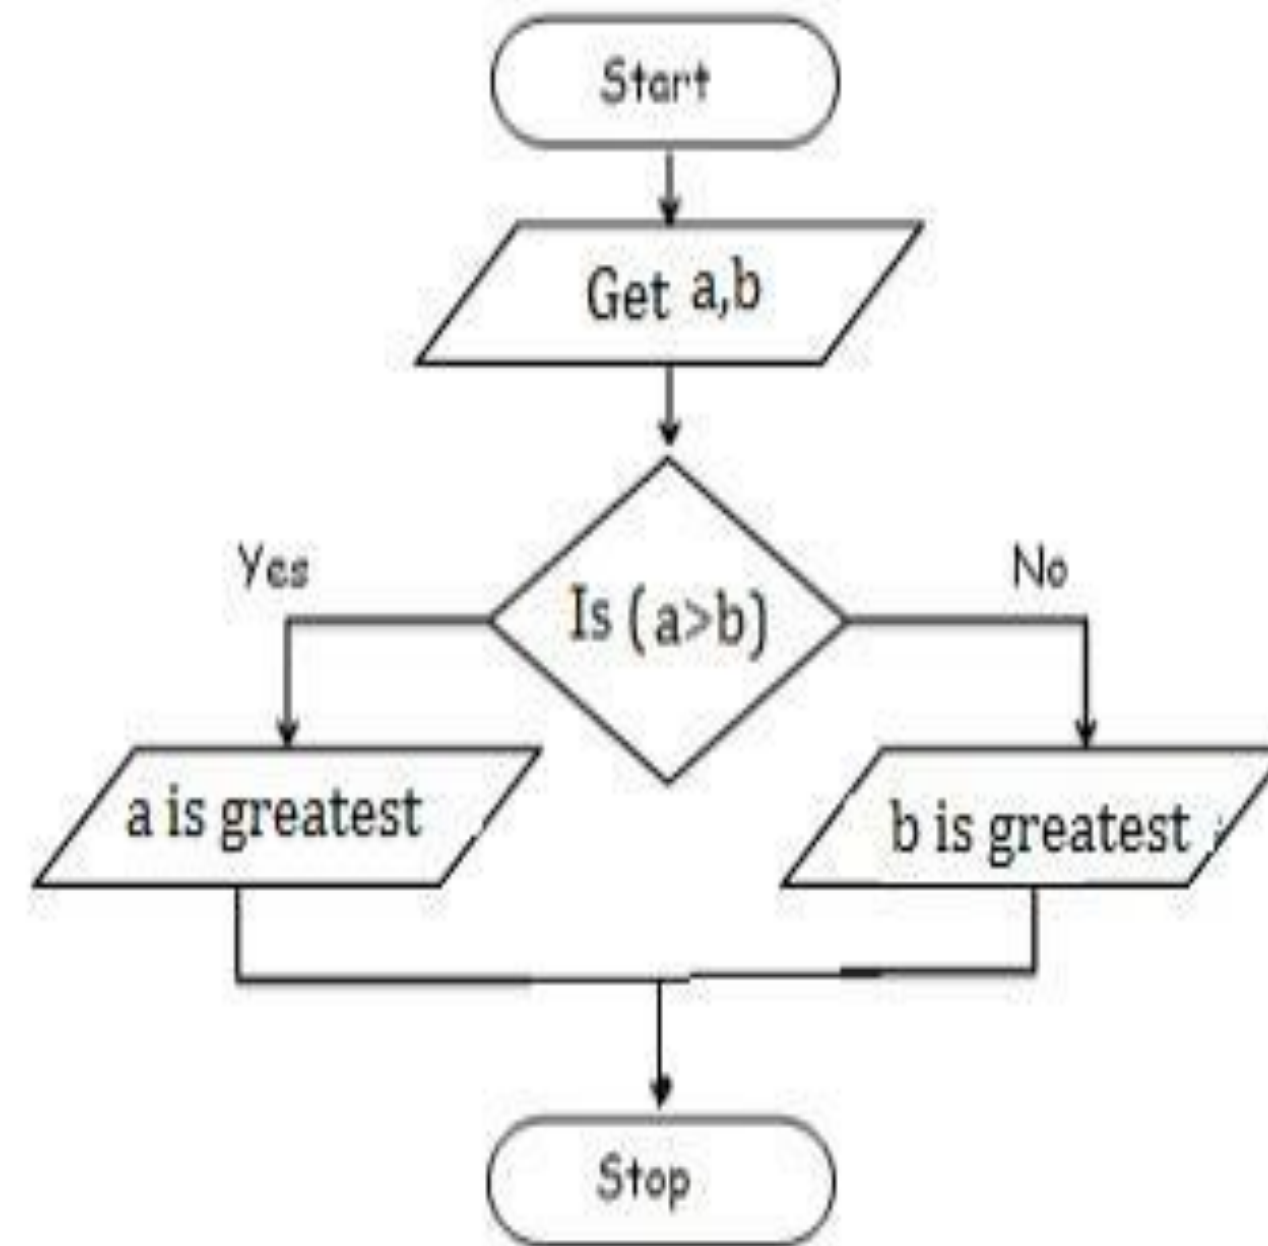 Start
Get a,b
Is (a>b)
Yes
No
a is greatest
b is greatest
Stop